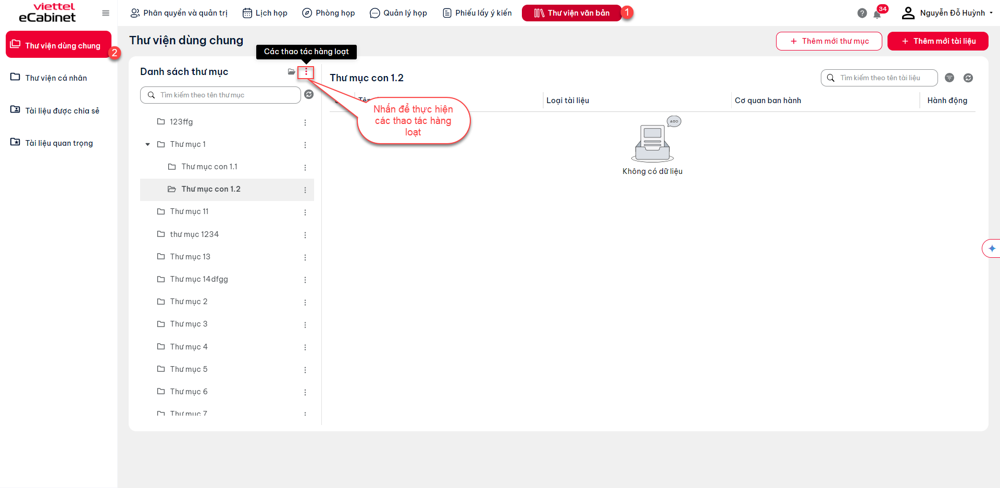 viettel
eCabinet
Phân quyền và quản trị
Lịch họp
Phòng họp
Quản lý họp
Phiếu lấy ý kiến
Thư viện văn bản
1
34
Nguyễn Đỗ Huỳnh
Thư viện dùng chung
2
Thư viện cá nhân
Tài liệu được chia sẻ
Tài liệu quan trọng
Thư viện dùng chung
+ Thêm mới thư mục
+ Thêm mới tài liệu
Các thao tác hàng loạt
Danh sách thư mục
Tìm kiếm theo tên thư mục
123ffg
Thư mục 1
Thư mục con 1.1
Thư mục con 1.2
Thư mục 11
thư mục 1234
Thư mục 13
Thư mục 14dfgg
Thư mục 2
Thư mục 3
Thư mục 4
Thư mục 5
Thư mục 6
Thư mục 7
Thư mục con 1.2
Tìm kiếm theo tên tài liệu
Loại tài liệu
Cơ quan ban hành
Hành động
Nhấn để thực hiện
các thao tác hàng
loạt
Không có dữ liệu